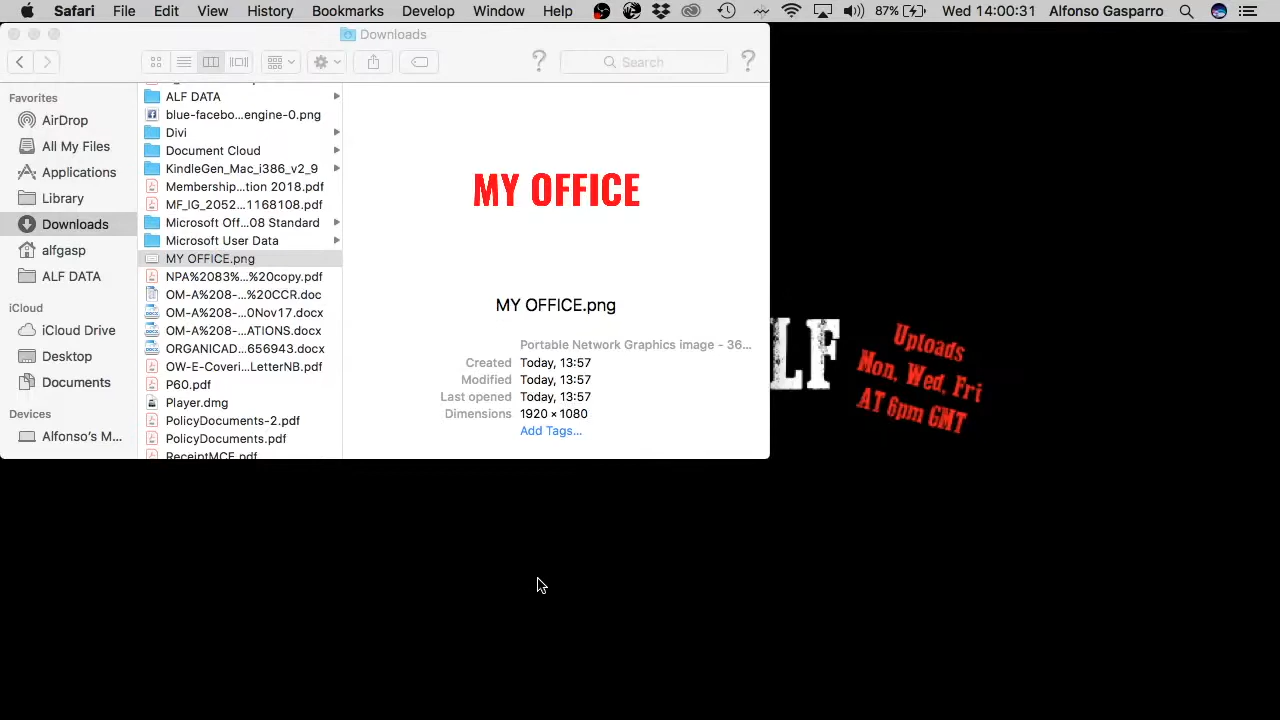 Safari File Edit View History Bookmarks Develop Window Help 87% Wed 14:00:31 Alfonso Gasparro
Downloads
? Search ?
Favorites
AirDrop
All My Files
Applications
Library
Downloads
alfgasp
ALF DATA
iCloud
iCloud Drive
Desktop
Documents
Devices
Alfonso's M...
ALF DATA
blue-facebo...engine-0.png
Divi
Document Cloud
KindleGen_Mac_i386_v2_9
Membership...tion 2018.pdf
MF_IG_2052...1168108.pdf
Microsoft Off...08 Standard
Microsoft User Data
MY OFFICE.png
NPA%2083%...%20copy.pdf
OM-A%208-...%20CCR.doc
OM-A%208-...0Nov17.docx
OM-A%208-...ATIONS.docx
ORGANICAD...656943.docx
OW-E-Coveri...LetterNB.pdf
P60.pdf
Player.dmg
PolicyDocuments-2.pdf
PolicyDocuments.pdf
ReceiptMCE.pdf
MY OFFICE
MY OFFICE.png
Portable Network Graphics image - 36...
Created Today, 13:57
Modified Today, 13:57
Last opened Today, 13:57
Dimensions 1920 × 1080
Add Tags...
LF
Uploads
Mon, Wed, Fri
AT 6pm GMT